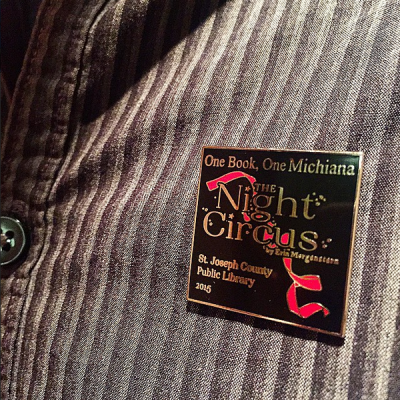 One Book, One Michiana
THE
Night
Circus
by Erin Morgenstern
St. Joseph County
Public Library
2015